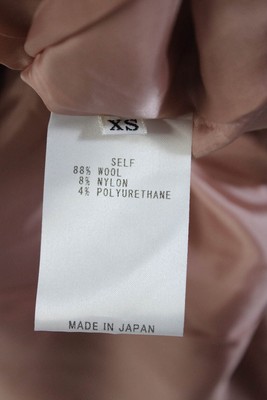 XS
SELF
88% WOOL
8% NYLON
4% POLYURETHANE
MADE IN JAPAN